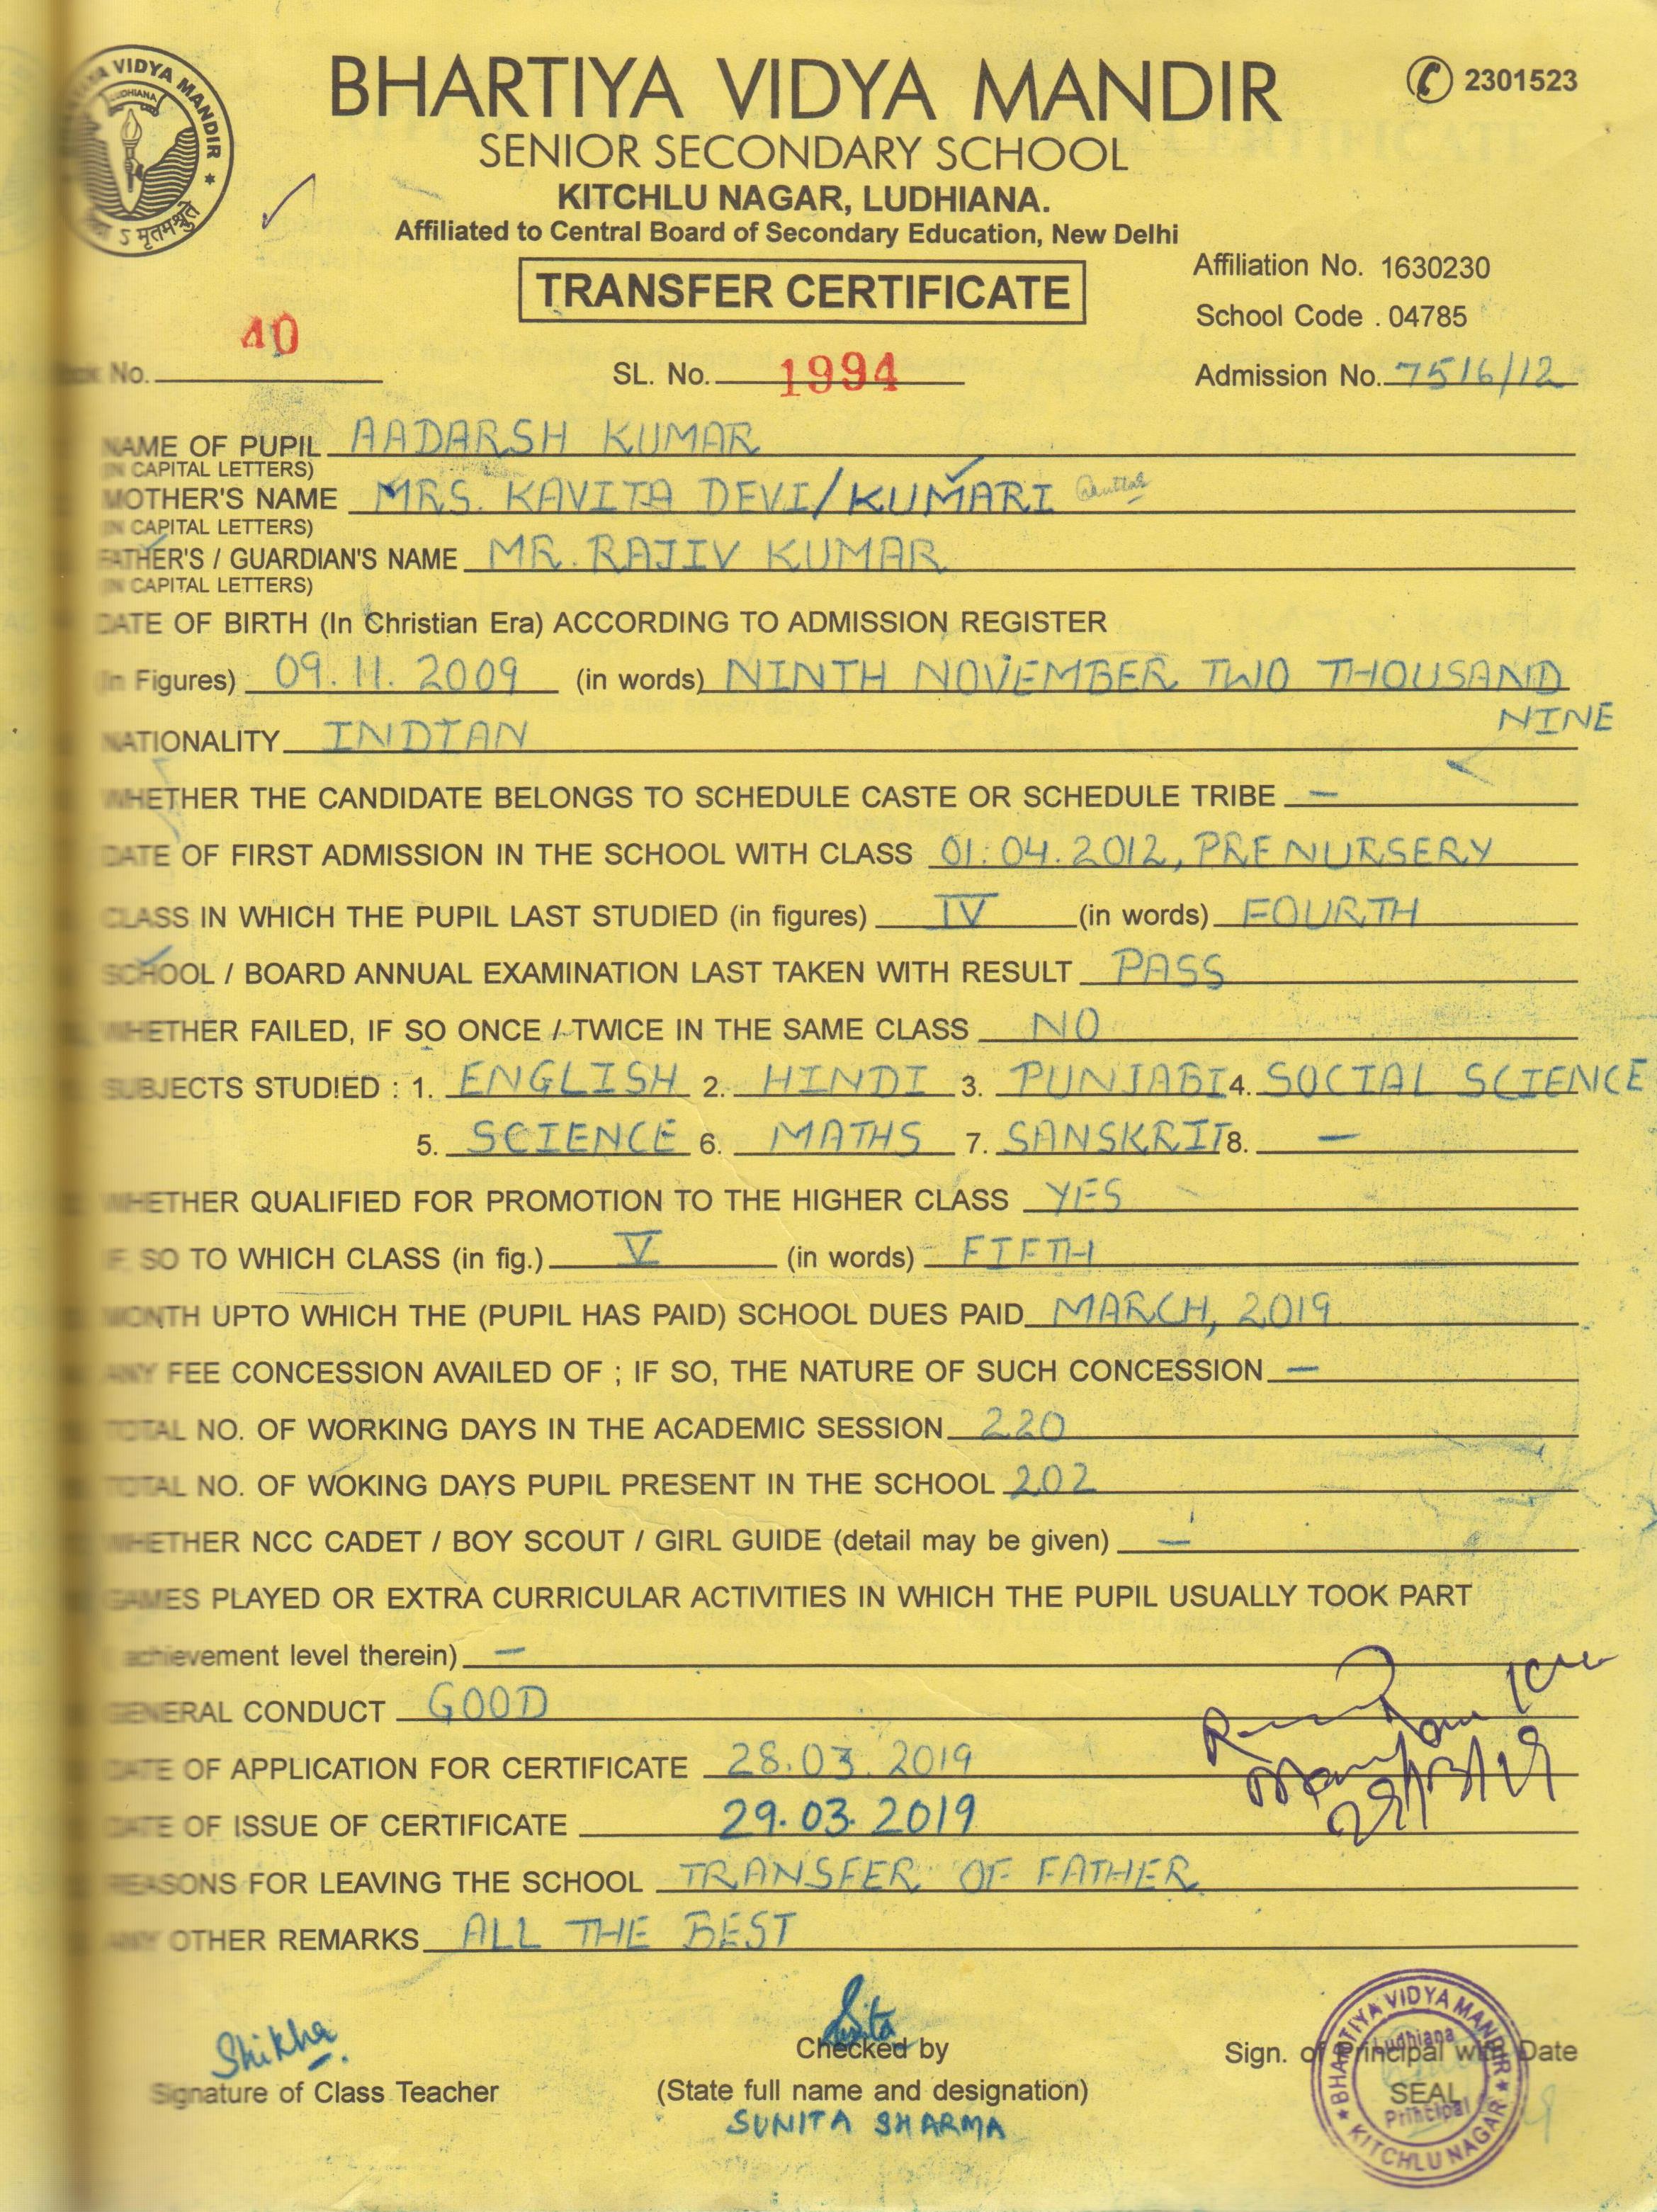 VIDYA MANDIR
LUDHIANA
ऽ मृतमश्नुते
BHARTIYA VIDYA MANDIR
2301523
SENIOR SECONDARY SCHOOL
KITCHLU NAGAR, LUDHIANA.
Affiliated to Central Board of Secondary Education, New Delhi
Affiliation No. 1630230
TRANSFER CERTIFICATE
School Code . 04785
No. 40 SL. No. 1994 Admission No. 7516/12
NAME OF PUPIL AADARSH KUMAR
(IN CAPITAL LETTERS)
MOTHER'S NAME MRS. KAVITA DEVI/KUMARI
(IN CAPITAL LETTERS)
FATHER'S / GUARDIAN'S NAME MR. RAJIV KUMAR
(IN CAPITAL LETTERS)
DATE OF BIRTH (In Christian Era) ACCORDING TO ADMISSION REGISTER
(In Figures) 09.11.2009 (in words) NINTH NOVEMBER TWO THOUSAND
NINE
NATIONALITY INDIAN
WHETHER THE CANDIDATE BELONGS TO SCHEDULE CASTE OR SCHEDULE TRIBE –
DATE OF FIRST ADMISSION IN THE SCHOOL WITH CLASS 01.04.2012, PRE NURSERY
CLASS IN WHICH THE PUPIL LAST STUDIED (in figures) IV (in words) FOURTH
SCHOOL / BOARD ANNUAL EXAMINATION LAST TAKEN WITH RESULT PASS
WHETHER FAILED, IF SO ONCE / TWICE IN THE SAME CLASS NO
SUBJECTS STUDIED : 1. ENGLISH 2. HINDI 3. PUNJABI 4. SOCIAL SCIENCE
5. SCIENCE 6. MATHS 7. SANSKRIT 8. –
WHETHER QUALIFIED FOR PROMOTION TO THE HIGHER CLASS YES
IF SO TO WHICH CLASS (in fig.) V (in words) FIFTH
MONTH UPTO WHICH THE (PUPIL HAS PAID) SCHOOL DUES PAID MARCH, 2019
ANY FEE CONCESSION AVAILED OF ; IF SO, THE NATURE OF SUCH CONCESSION –
TOTAL NO. OF WORKING DAYS IN THE ACADEMIC SESSION 220
TOTAL NO. OF WOKING DAYS PUPIL PRESENT IN THE SCHOOL 202
WHETHER NCC CADET / BOY SCOUT / GIRL GUIDE (detail may be given) –
GAMES PLAYED OR EXTRA CURRICULAR ACTIVITIES IN WHICH THE PUPIL USUALLY TOOK PART
achievement level therein) –
GENERAL CONDUCT GOOD
DATE OF APPLICATION FOR CERTIFICATE 28.03.2019
DATE OF ISSUE OF CERTIFICATE 29.03.2019
REASONS FOR LEAVING THE SCHOOL TRANSFER OF FATHER
ANY OTHER REMARKS ALL THE BEST
Shikha
Signature of Class Teacher
Checked by
(State full name and designation)
SUNITA SHARMA
Sign. of Principal with Date
SEAL
BHARTIYA VIDYA MANDIR
Ludhiana
Principal
KITCHLU NAGAR